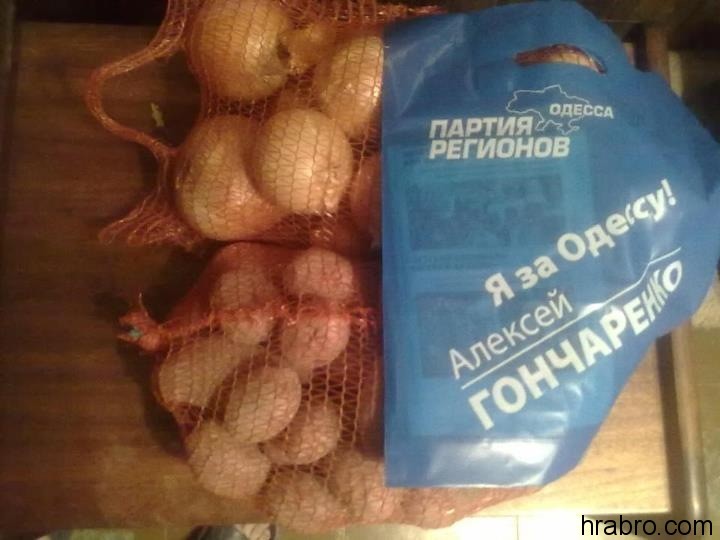 ОДЕССА
ПАРТИЯ
РЕГИОНОВ
Я за Одессу!
Алексей
ГОНЧАРЕНКО
hrabro.com